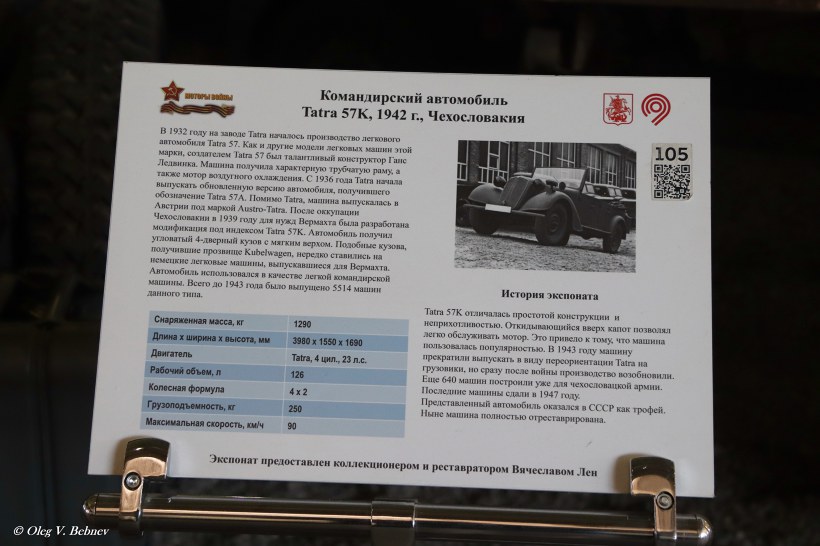 МОТОРЫ ВОЙНЫ
Командирский автомобиль
Tatra 57K, 1942 г., Чехословакия
В 1932 году на заводе Tatra началось производство легкового
автомобиля Tatra 57. Как и другие модели легковых машин этой
марки, создателем Tatra 57 был талантливый конструктор Ганс
Ледвинка. Машина получила характерную трубчатую раму, а
также мотор воздушного охлаждения. С 1936 года Tatra начала
выпускать обновленную версию автомобиля, получившего
обозначение Tatra 57A. Помимо Tatra, машина выпускалась в
Австрии под маркой Austro-Tatra. После оккупации
Чехословакии в 1939 году для нужд Вермахта была разработана
модификация под индексом Tatra 57K. Автомобиль получил
угловатый 4-дверный кузов с мягким верхом. Подобные кузова,
получившие прозвище Kubelwagen, нередко ставились на
немецкие легковые машины, выпускавшиеся для Вермахта.
Автомобиль использовался в качестве легкой командирской
машины. Всего до 1943 года было выпущено 5514 машин
данного типа.
Снаряженная масса, кг 1290
Длина х ширина х высота, мм 3980 х 1550 х 1690
Двигатель Tatra, 4 цил., 23 л.с.
Рабочий объем, л 126
Колесная формула 4 х 2
Грузоподъемность, кг 250
Максимальная скорость, км/ч 90
105
История экспоната
Tatra 57K отличалась простотой конструкции и
неприхотливостью. Откидывающийся вверх капот позволял
легко обслуживать мотор. Это привело к тому, что машина
пользовалась популярностью. В 1943 году машину
прекратили выпускать в виду переориентации Tatra на
грузовики, но сразу после войны производство возобновили.
Еще 640 машин построили уже для чехословацкой армии.
Последние машины сдали в 1947 году.
Представленный автомобиль оказался в СССР как трофей.
Ныне машина полностью отреставрирована.
Экспонат предоставлен коллекционером и реставратором Вячеславом Лен
© Oleg V. Bebnev